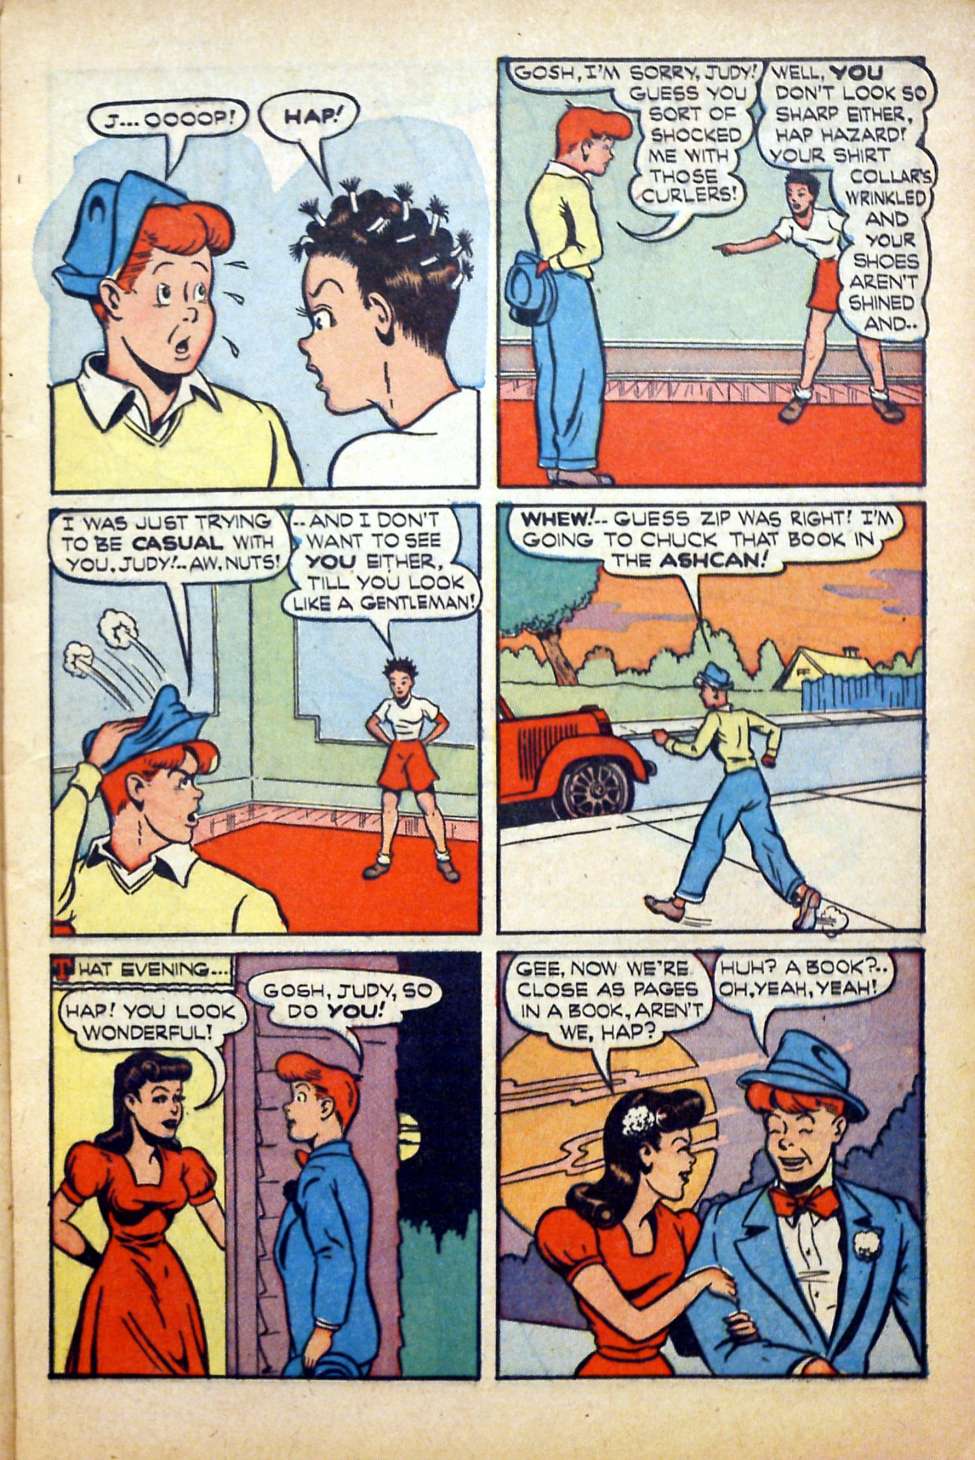 J...OOOOP!
HAP!
GOSH, I'M SORRY, JUDY!
GUESS YOU
SORT OF
SHOCKED
ME WITH
THOSE
CURLERS!
WELL, YOU
DON'T LOOK SO
SHARP EITHER,
HAP HAZARD!
YOUR SHIRT
COLLAR'S
WRINKLED
AND
YOUR
SHOES
AREN'T
SHINED
AND--
I WAS JUST TRYING
TO BE CASUAL WITH
YOU, JUDY!--AW, NUTS!
--AND I DON'T
WANT TO SEE
YOU EITHER,
TILL YOU LOOK
LIKE A GENTLEMAN!
WHEW!-- GUESS ZIP WAS RIGHT! I'M
GOING TO CHUCK THAT BOOK IN
THE ASHCAN!
THAT EVENING...
HAP! YOU LOOK
WONDERFUL!
GOSH, JUDY, SO
DO YOU!
GEE, NOW WE'RE
CLOSE AS PAGES
IN A BOOK, AREN'T
WE, HAP?
HUH? A BOOK?--
OH, YEAH, YEAH!